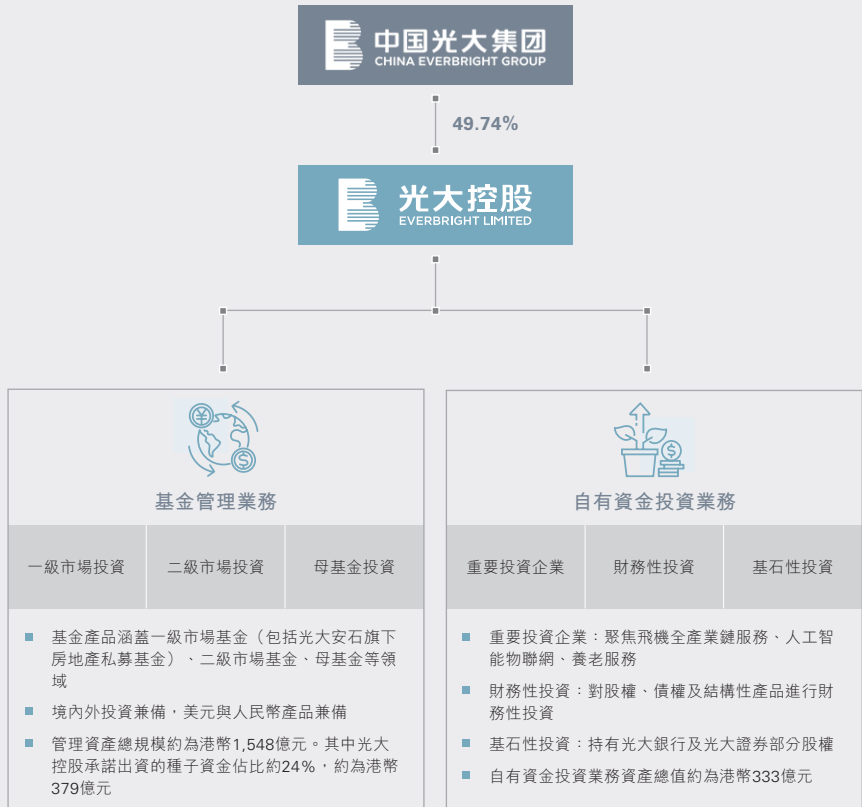 中国光大集团
CHINA EVERBRIGHT GROUP
49.74%
光大控股
EVERBRIGHT LIMITED
基金管理業務
一級市場投資
二級市場投資
母基金投資
基金產品涵蓋一級市場基金（包括光大安石旗下
房地產私募基金）、二級市場基金、母基金等領
域
境內外投資兼備，美元與人民幣產品兼備
管理資產總規模約為港幣1,548億元。其中光大
控股承諾出資的種子資金佔比約24%，約為港幣
379億元
自有資金投資業務
重要投資企業
財務性投資
基石性投資
重要投資企業：聚焦飛機全產業鏈服務、人工智
能物聯網、養老服務
財務性投資：對股權、債權及結構性產品進行財
務性投資
基石性投資：持有光大銀行及光大證券部分股權
自有資金投資業務資產總值約為港幣333億元